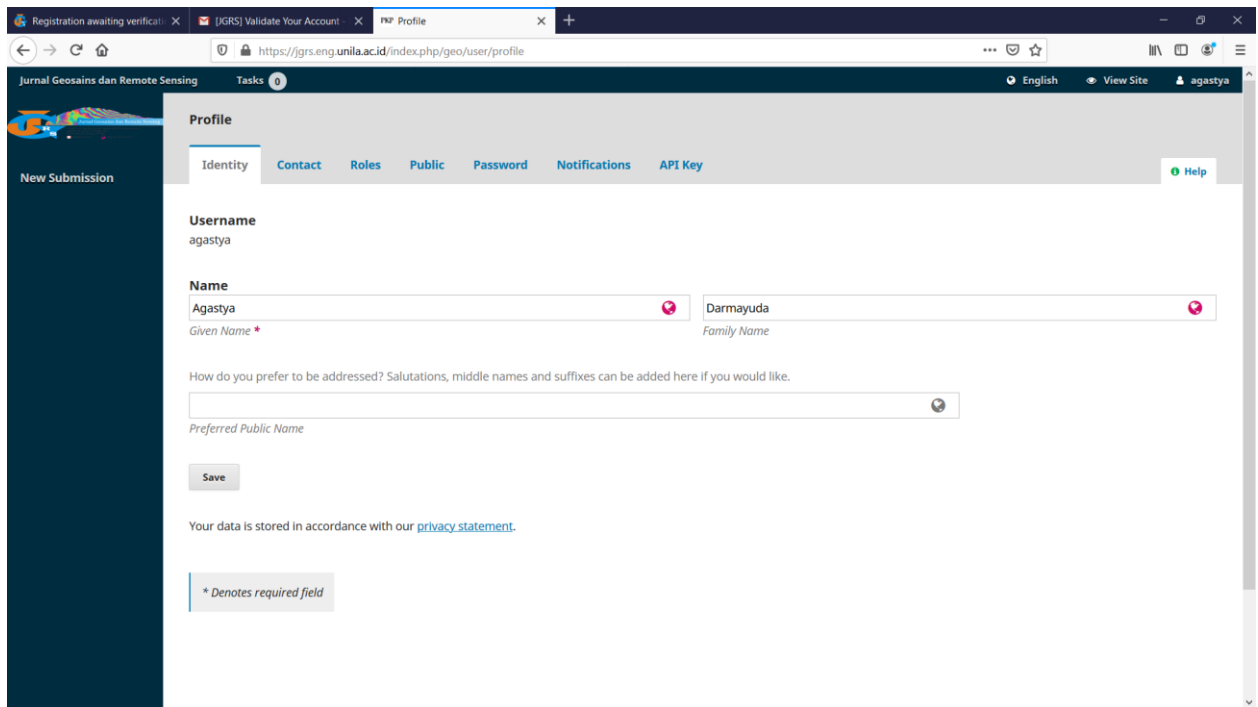 Registration awaiting verificati
[JGRS] Validate Your Account -
PKP Profile
https://jgrs.eng.unila.ac.id/index.php/geo/user/profile
Jurnal Geosains dan Remote Sensing Tasks 0 English View Site agastya
Profile
Identity Contact Roles Public Password Notifications API Key
Help
New Submission
Username
agastya
Name
Agastya Darmayuda
Given Name * Family Name
How do you prefer to be addressed? Salutations, middle names and suffixes can be added here if you would like.
Preferred Public Name
Save
Your data is stored in accordance with our privacy statement.
* Denotes required field